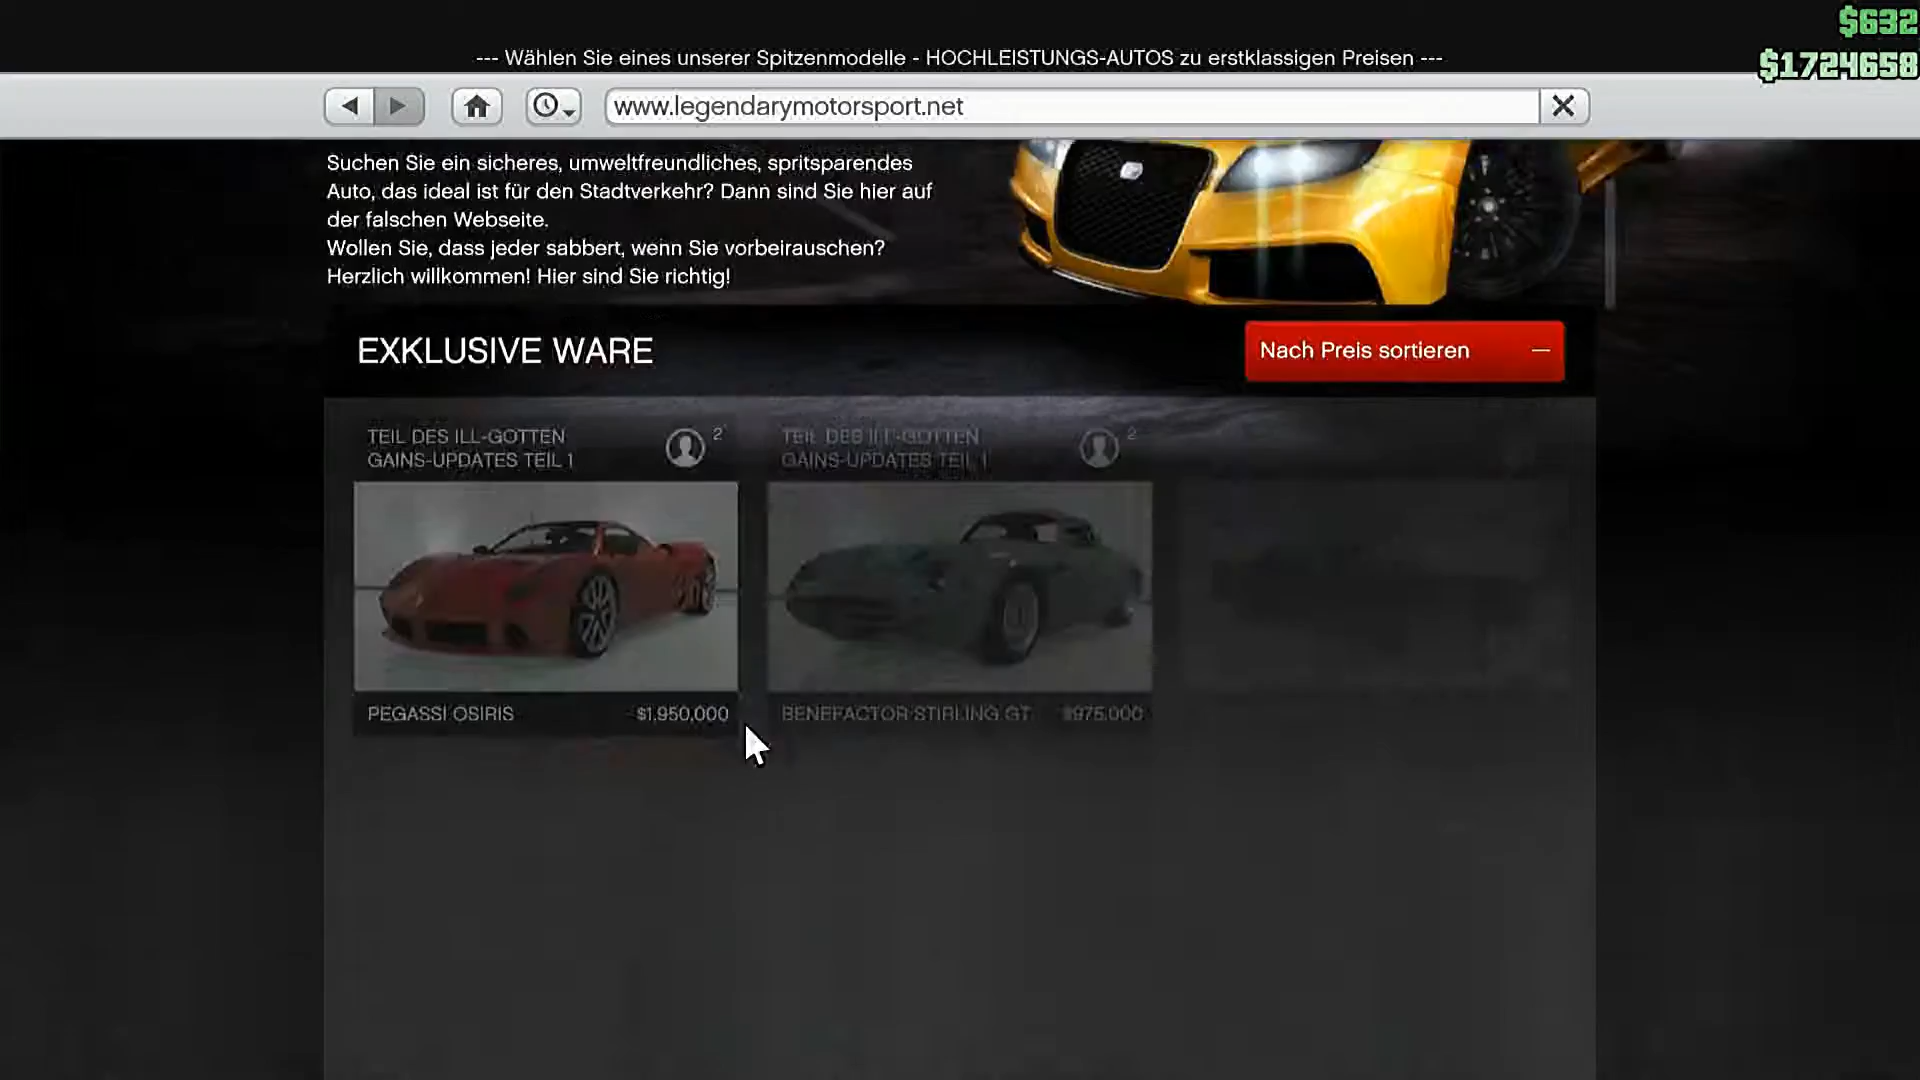 $632
$1724658
--- Wählen Sie eines unserer Spitzenmodelle - HOCHLEISTUNGS-AUTOS zu erstklassigen Preisen ---
www.legendarymotorsport.net
Suchen Sie ein sicheres, umweltfreundliches, spritsparendes
Auto, das ideal ist für den Stadtverkehr? Dann sind Sie hier auf
der falschen Webseite.
Wollen Sie, dass jeder sabbert, wenn Sie vorbeirauschen?
Herzlich willkommen! Hier sind Sie richtig!
EXKLUSIVE WARE
Nach Preis sortieren
TEIL DES ILL-GOTTEN
GAINS-UPDATES TEIL 1
2
TEIL DES ILL-GOTTEN
GAINS-UPDATES TEIL 1
2
PEGASSI OSIRIS $1,950,000
BENEFACTOR STIRLING GT $975,000